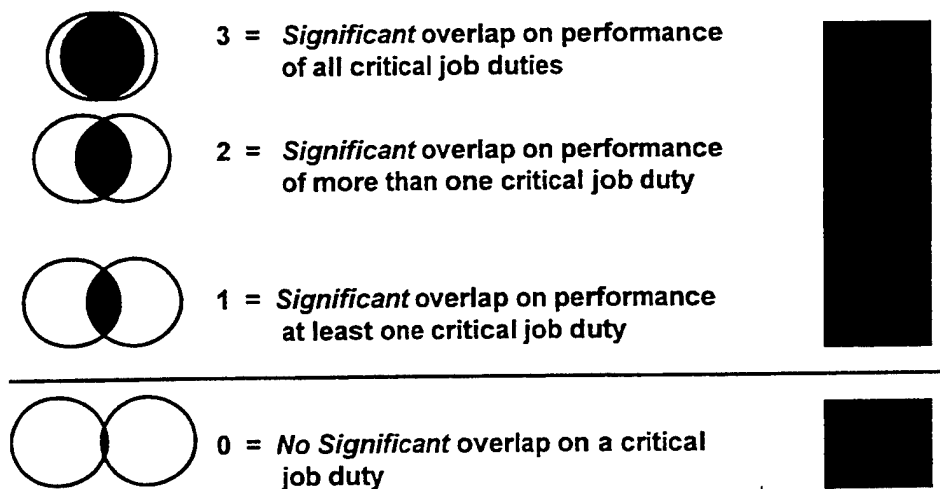 3 = Significant overlap on performance
of all critical job duties
2 = Significant overlap on performance
of more than one critical job duty
1 = Significant overlap on performance
at least one critical job duty
0 = No Significant overlap on a critical
job duty